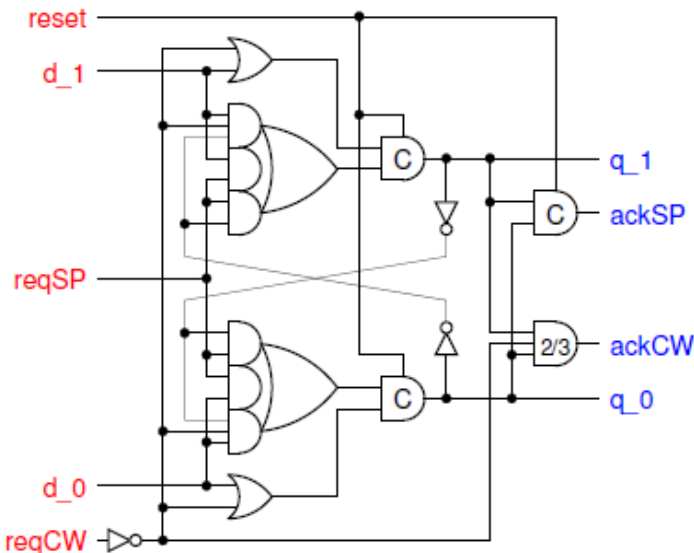 reset
d_1
C
q_1
C
ackSP
reqSP
2/3
ackCW
C
q_0
d_0
reqCW